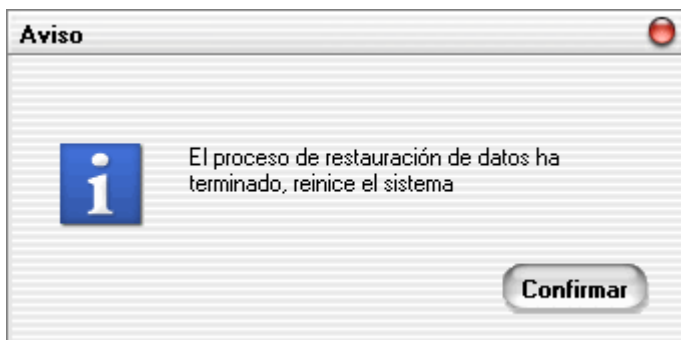 Aviso
El proceso de restauración de datos ha
terminado, reinice el sistema
Confirmar